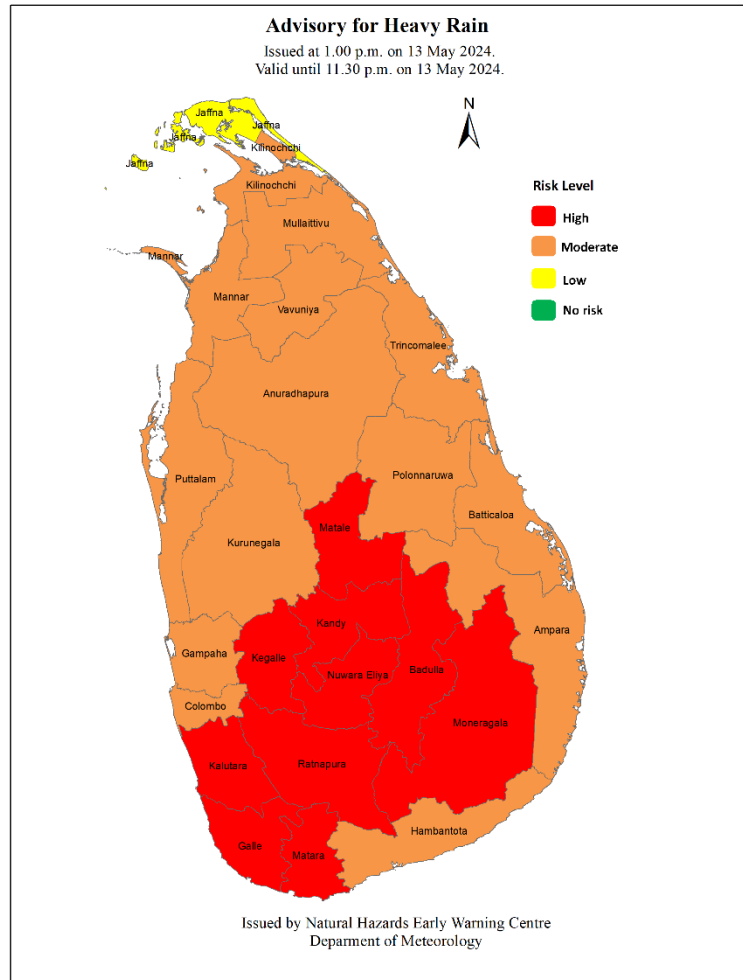 Advisory for Heavy Rain
Issued at 1.00 p.m. on 13 May 2024.
Valid until 11.30 p.m. on 13 May 2024.
N
Jaffna
Jaffna
Jaffna
Jaffna
Kilinochchi
Kilinochchi
Risk Level
High
Moderate
Low
No risk
Mullaittivu
Mannar
Mannar
Vavuniya
Trincomalee
Anuradhapura
Puttalam
Polonnaruwa
Batticaloa
Matale
Kurunegala
Kandy
Ampara
Gampaha
Kegalle
Nuwara Eliya
Badulla
Colombo
Moneragala
Kalutara
Ratnapura
Hambantota
Galle
Matara
Issued by Natural Hazards Early Warning Centre
Deparment of Meteorology